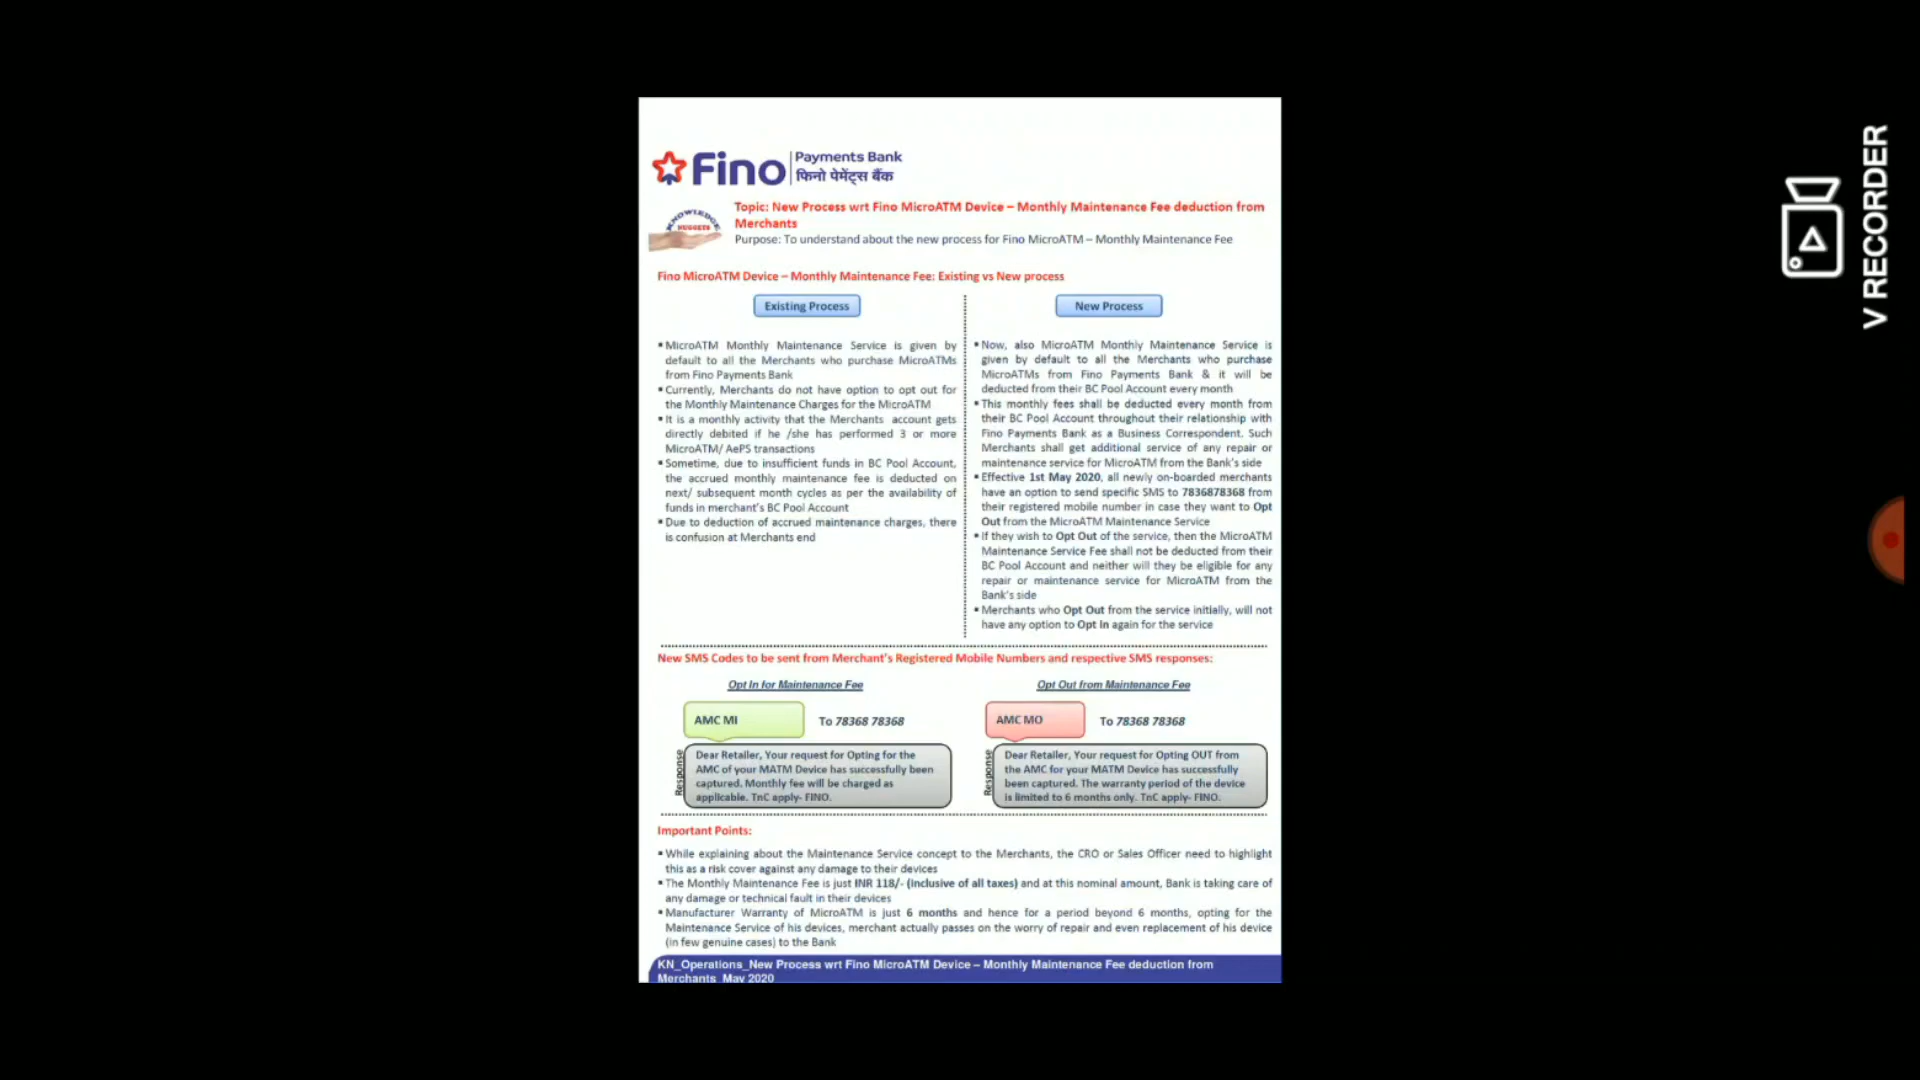 Fino
Payments Bank
फिनो पेमेंट्स बैंक
KNOWLEDGE
NUGGETS
Topic: New Process wrt Fino MicroATM Device – Monthly Maintenance Fee deduction from
Merchants
Purpose: To understand about the new process for Fino MicroATM – Monthly Maintenance Fee
Fino MicroATM Device – Monthly Maintenance Fee: Existing vs New process
Existing Process
▪ MicroATM Monthly Maintenance Service is given by
default to all the Merchants who purchase MicroATMs
from Fino Payments Bank
▪ Currently, Merchants do not have option to opt out for
the Monthly Maintenance Charges for the MicroATM
▪ It is a monthly activity that the Merchants account gets
directly debited if he /she has performed 3 or more
MicroATM/ AePS transactions
▪ Sometime, due to insufficient funds in BC Pool Account,
the accrued monthly maintenance fee is deducted on
next/ subsequent month cycles as per the availability of
funds in merchant's BC Pool Account
▪ Due to deduction of accrued maintenance charges, there
is confusion at Merchants end
New Process
▪ Now, also MicroATM Monthly Maintenance Service is
given by default to all the Merchants who purchase
MicroATMs from Fino Payments Bank & it will be
deducted from their BC Pool Account every month
▪ This monthly fees shall be deducted every month from
their BC Pool Account throughout their relationship with
Fino Payments Bank as a Business Correspondent. Such
Merchants shall get additional service of any repair or
maintenance service for MicroATM from the Bank's side
▪ Effective 1st May 2020, all newly on-boarded merchants
have an option to send specific SMS to 7836878368 from
their registered mobile number in case they want to Opt
Out from the MicroATM Maintenance Service
▪ If they wish to Opt Out of the service, then the MicroATM
Maintenance Service Fee shall not be deducted from their
BC Pool Account and neither will they be eligible for any
repair or maintenance service for MicroATM from the
Bank's side
▪ Merchants who Opt Out from the service initially, will not
have any option to Opt In again for the service
New SMS Codes to be sent from Merchant's Registered Mobile Numbers and respective SMS responses:
Opt In for Maintenance Fee
AMC MI To 78368 78368
Response
Dear Retailer, Your request for Opting for the
AMC of your MATM Device has successfully been
captured. Monthly fee will be charged as
applicable. TnC apply- FINO.
Opt Out from Maintenance Fee
AMC MO To 78368 78368
Response
Dear Retailer, Your request for Opting OUT from
the AMC for your MATM Device has successfully
been captured. The warranty period of the device
is limited to 6 months only. TnC apply- FINO.
Important Points:
▪ While explaining about the Maintenance Service concept to the Merchants, the CRO or Sales Officer need to highlight
this as a risk cover against any damage to their devices
▪ The Monthly Maintenance Fee is just INR 118/- (inclusive of all taxes) and at this nominal amount, Bank is taking care of
any damage or technical fault in their devices
▪ Manufacturer Warranty of MicroATM is just 6 months and hence for a period beyond 6 months, opting for the
Maintenance Service of his devices, merchant actually passes on the worry of repair and even replacement of his device
(in few genuine cases) to the Bank
KN_Operations_New Process wrt Fino MicroATM Device – Monthly Maintenance Fee deduction from
Merchants_May 2020
V RECORDER